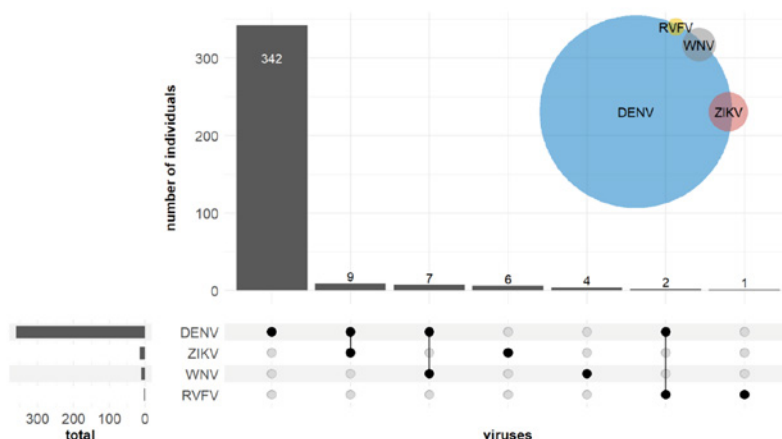 number of individuals
300
200
100
0
342
9
7
6
4
2
1
RVFV
WNV
DENV
ZIKV
DENV
ZIKV
WNV
RVFV
300 200 100 0
total
viruses